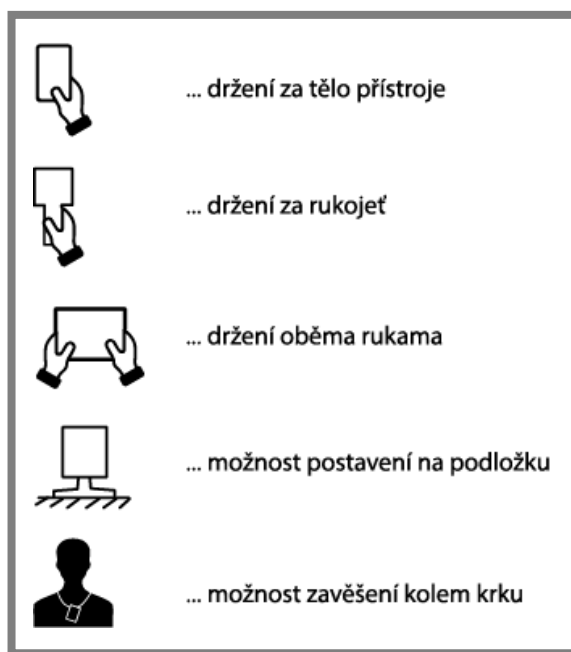 ... držení za tělo přístroje
... držení za rukojeť
... držení oběma rukama
... možnost postavení na podložku
... možnost zavěšení kolem krku